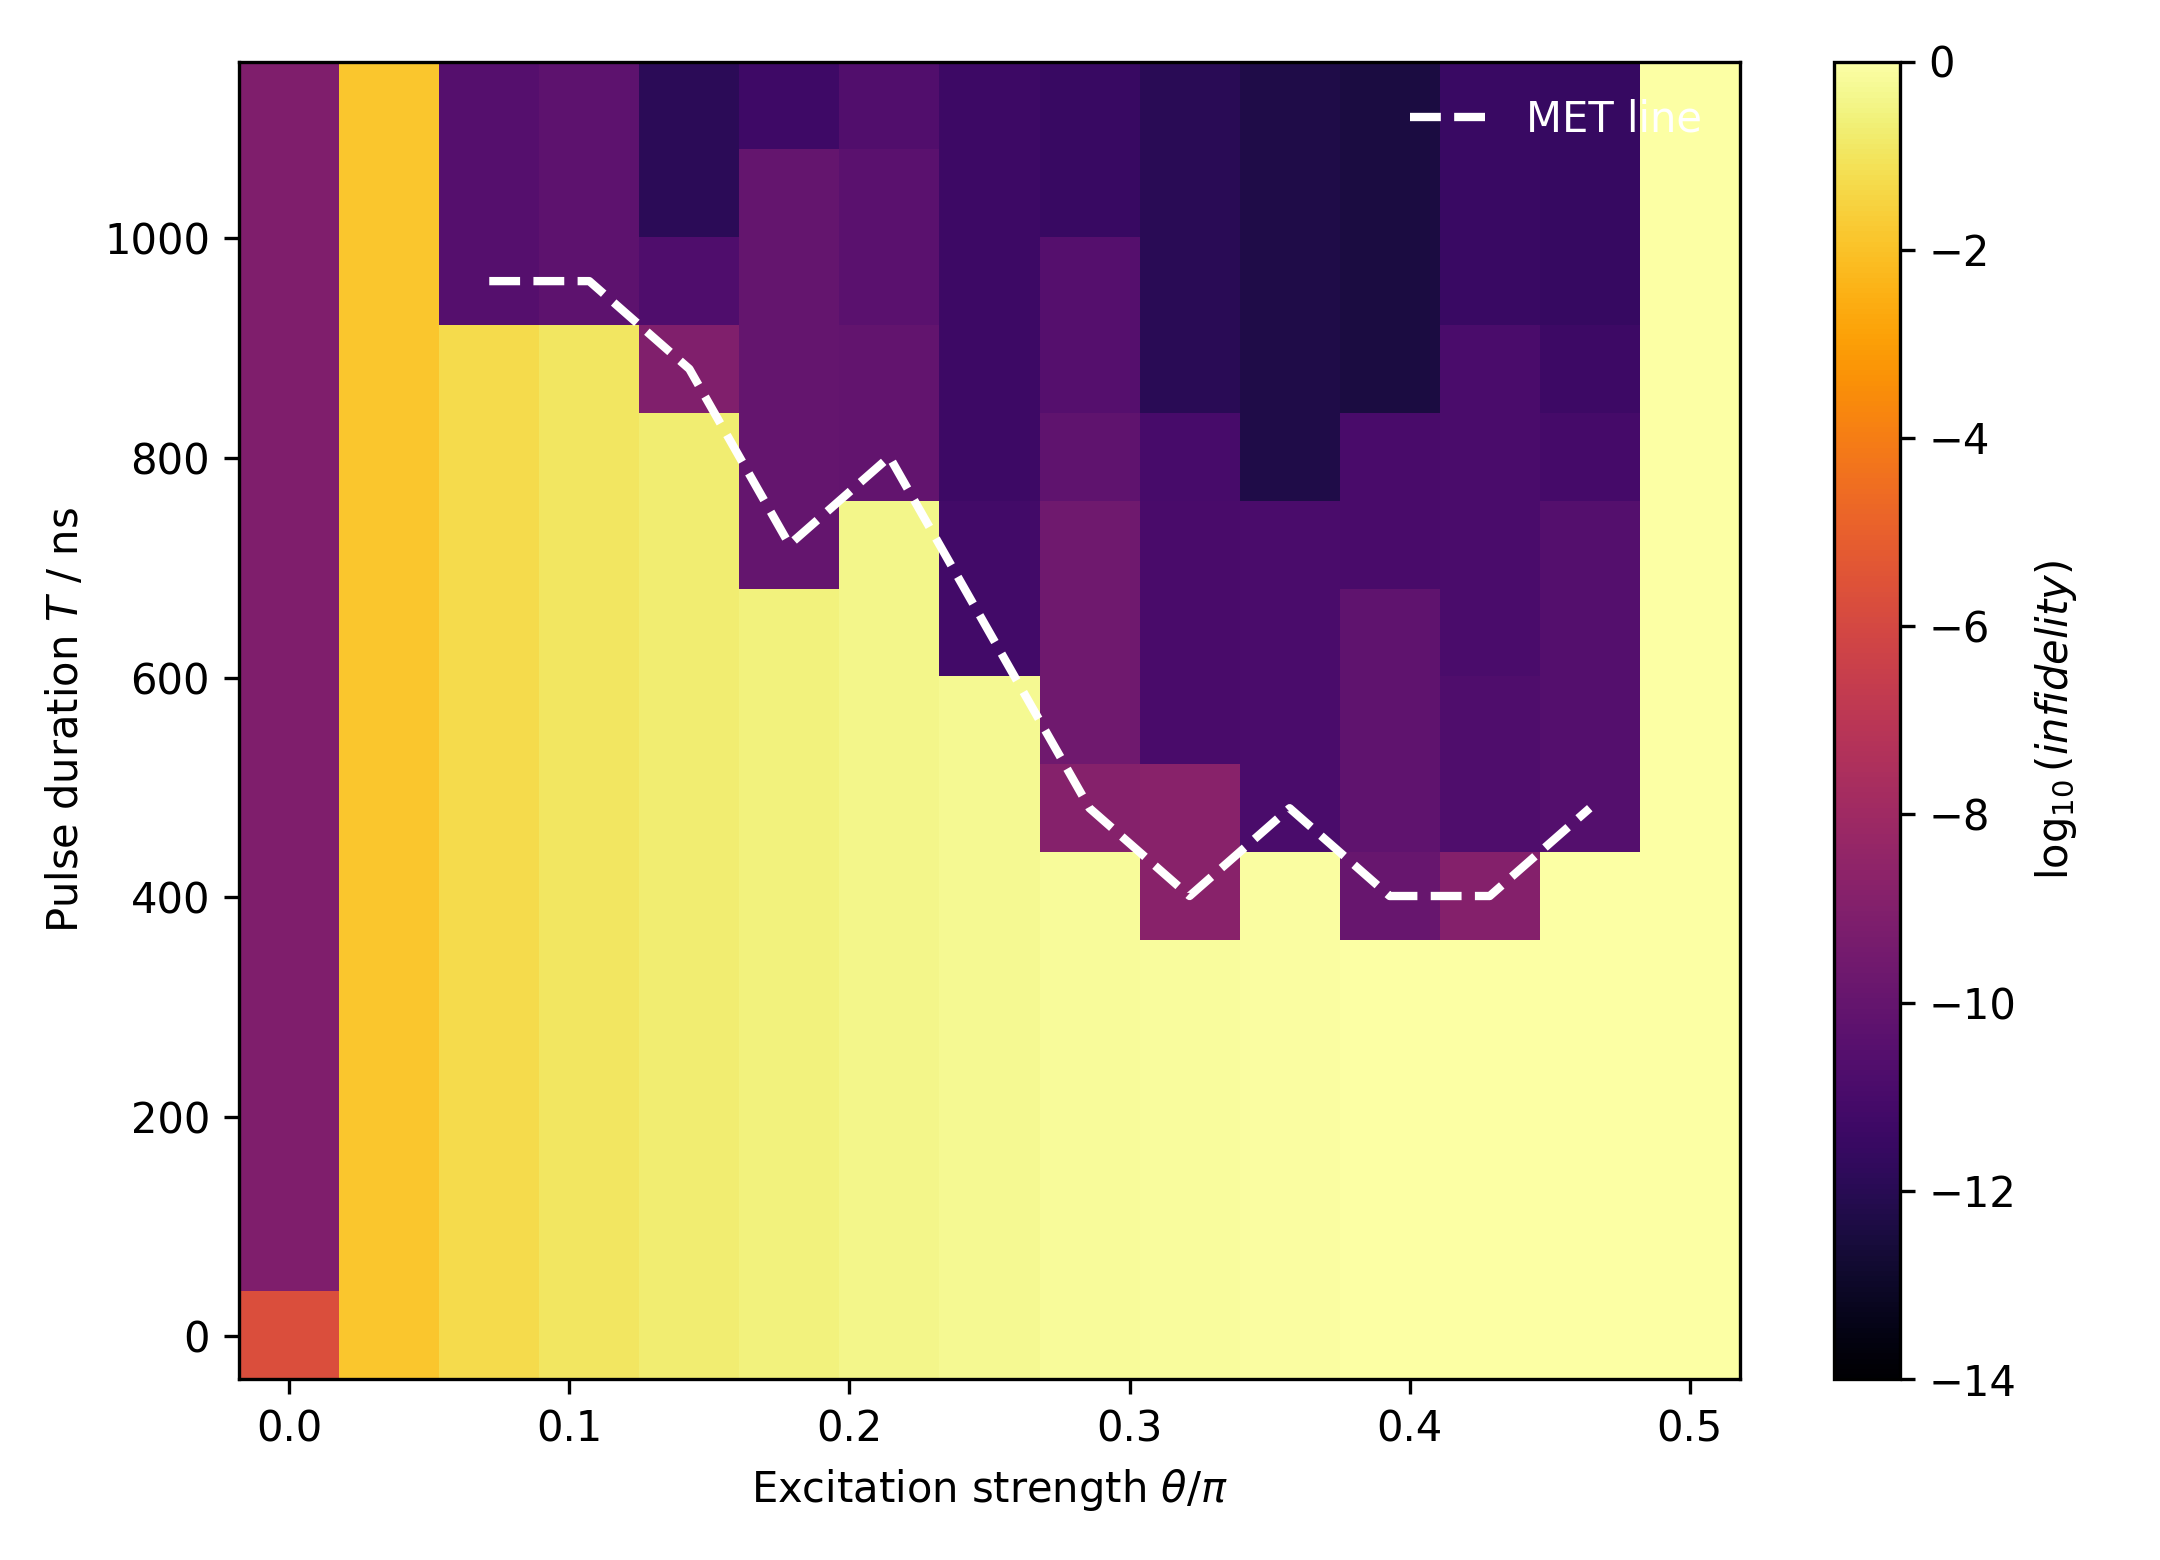 MET line
1000
800
600
400
200
0
Pulse duration T / ns
0.0 0.1 0.2 0.3 0.4 0.5
Excitation strength θ/π
0
−2
−4
−6
−8
−10
−12
−14
log₁₀(infidelity)